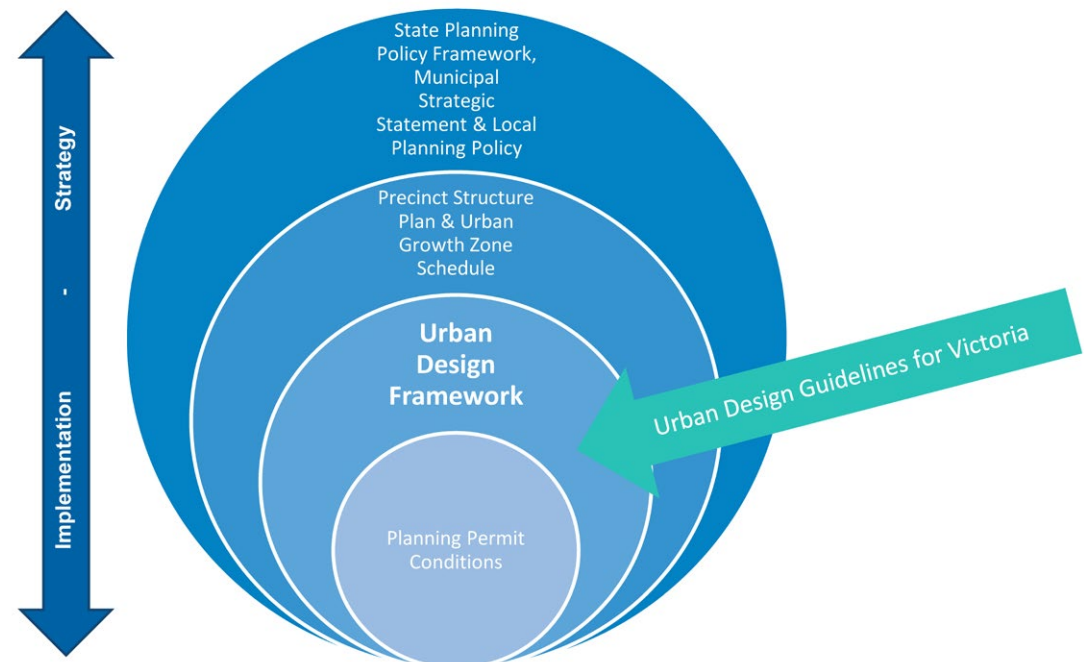 State Planning
Policy Framework,
Municipal
Strategic
Statement & Local
Planning Policy
Precinct Structure
Plan & Urban
Growth Zone
Schedule
Urban
Design
Framework
Planning Permit
Conditions
Urban Design Guidelines for Victoria
Implementation - Strategy